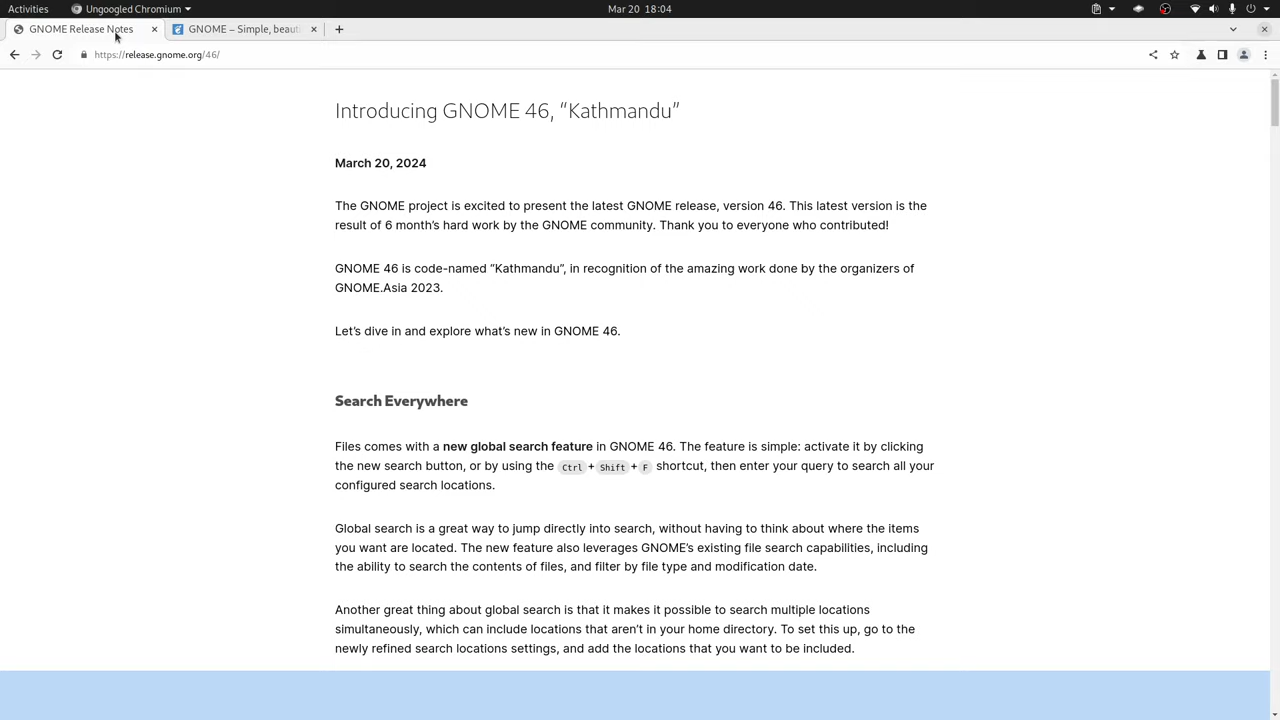 Activities Ungoogled Chromium Mar 20 18:04
GNOME Release Notes GNOME – Simple, beaut
https://release.gnome.org/46/
Introducing GNOME 46, “Kathmandu”
March 20, 2024
The GNOME project is excited to present the latest GNOME release, version 46. This latest version is the
result of 6 month’s hard work by the GNOME community. Thank you to everyone who contributed!
GNOME 46 is code-named “Kathmandu”, in recognition of the amazing work done by the organizers of
GNOME.Asia 2023.
Let’s dive in and explore what’s new in GNOME 46.
Search Everywhere
Files comes with a new global search feature in GNOME 46. The feature is simple: activate it by clicking
the new search button, or by using the Ctrl+Shift+F shortcut, then enter your query to search all your
configured search locations.
Global search is a great way to jump directly into search, without having to think about where the items
you want are located. The new feature also leverages GNOME’s existing file search capabilities, including
the ability to search the contents of files, and filter by file type and modification date.
Another great thing about global search is that it makes it possible to search multiple locations
simultaneously, which can include locations that aren’t in your home directory. To set this up, go to the
newly refined search locations settings, and add the locations that you want to be included.